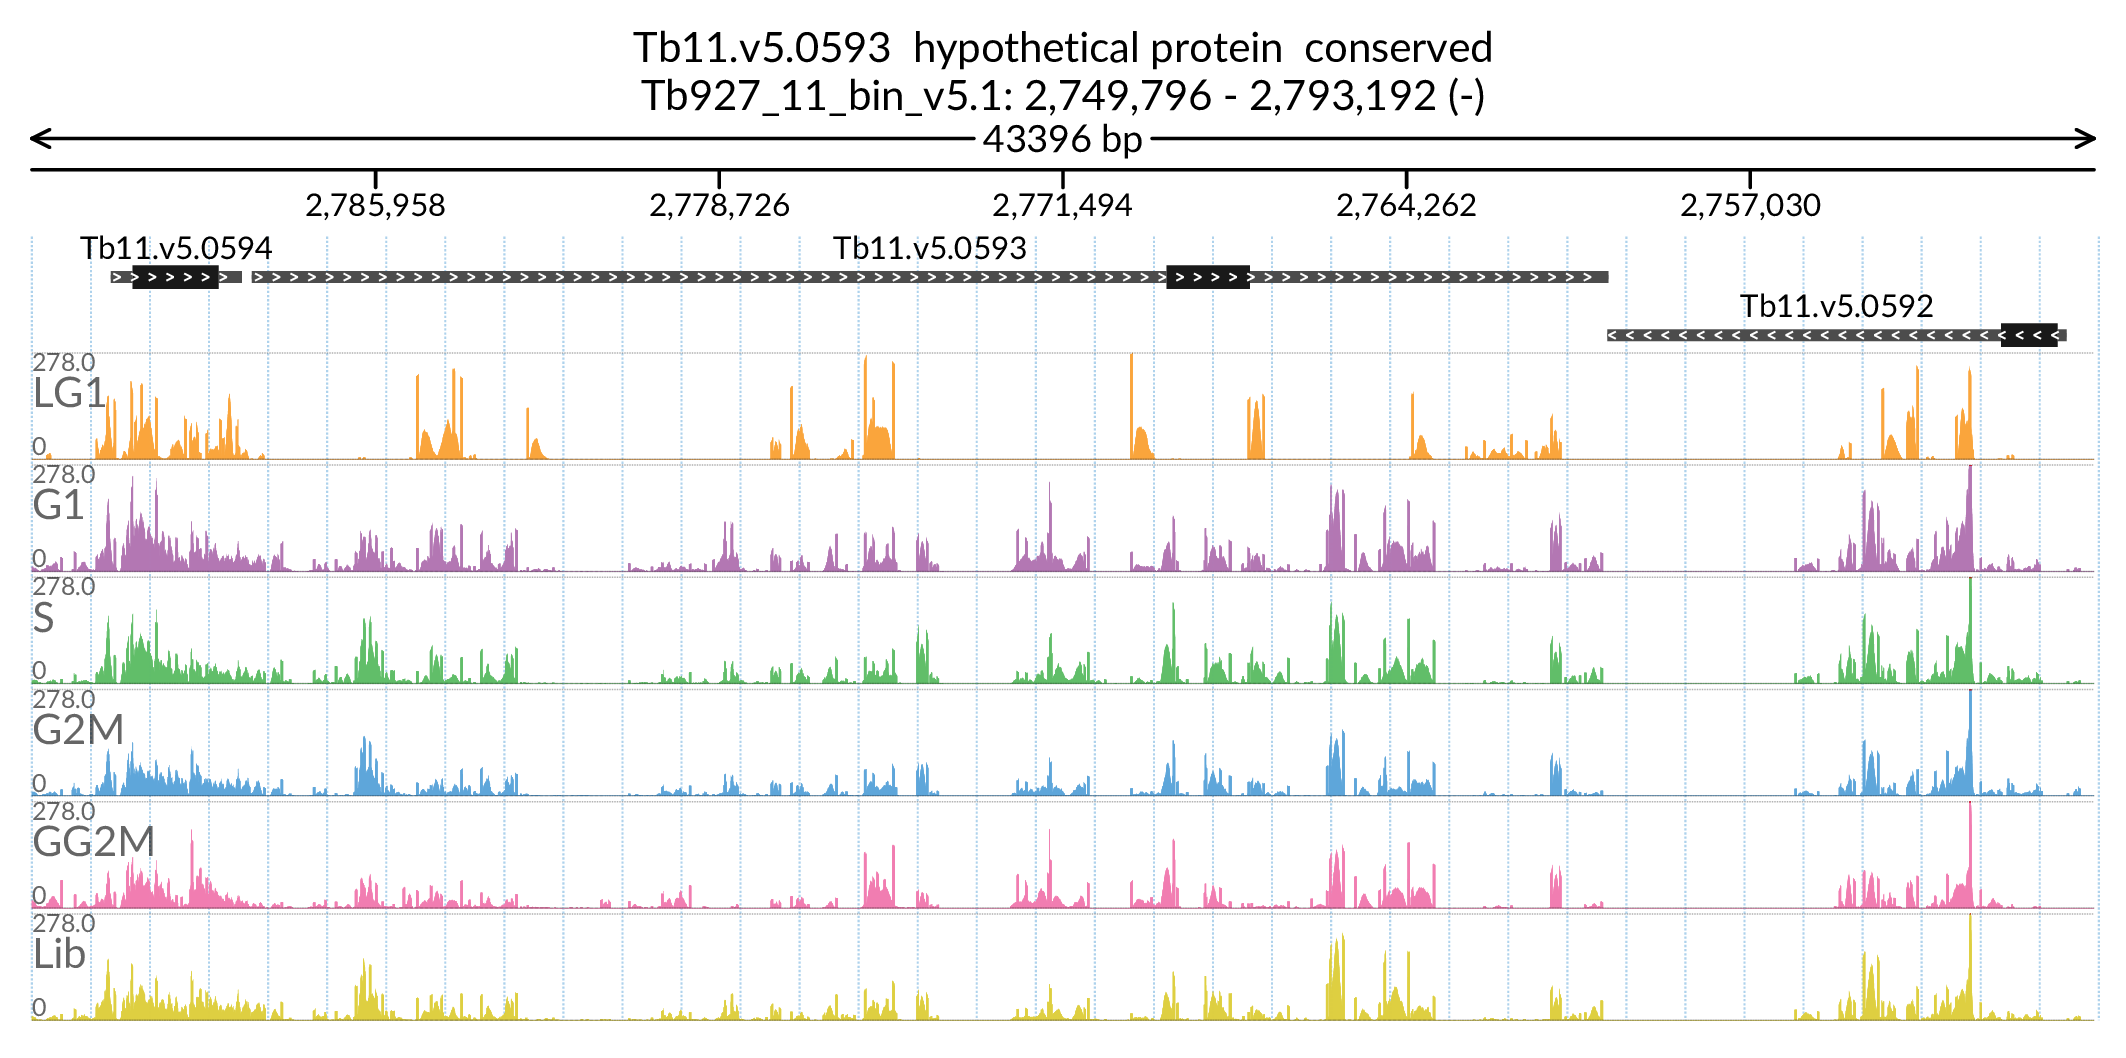 Tb11.v5.0593  hypothetical protein  conserved
Tb927_11_bin_v5.1: 2,749,796 - 2,793,192 (-)
43396 bp
2,785,958 2,778,726 2,771,494 2,764,262 2,757,030
Tb11.v5.0594 Tb11.v5.0593
Tb11.v5.0592
278.0
LG1
0
278.0
G1
0
278.0
S
0
278.0
G2M
0
278.0
GG2M
0
278.0
Lib
0